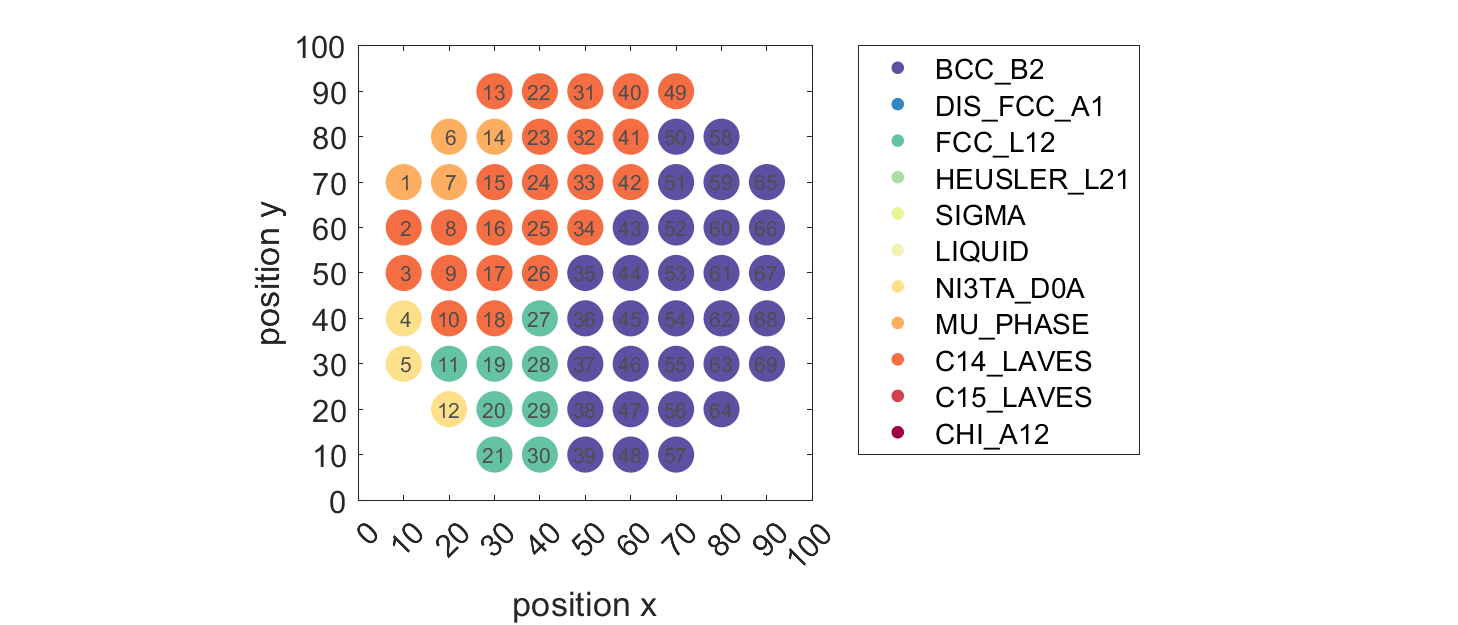 100
90
80
70
60
50
40
30
20
10
0
position y
13 22 31 40 49
6 14 23 32 41 50 58
1 7 15 24 33 42 51 59 65
2 8 16 25 34 43 52 60 66
3 9 17 26 35 44 53 61 67
4 10 18 27 36 45 54 62 68
5 11 19 28 37 46 55 63 69
12 20 29 38 47 56 64
21 30 39 48 57
0 10 20 30 40 50 60 70 80 90 100
position x
BCC_B2
DIS_FCC_A1
FCC_L12
HEUSLER_L21
SIGMA
LIQUID
NI3TA_D0A
MU_PHASE
C14_LAVES
C15_LAVES
CHI_A12